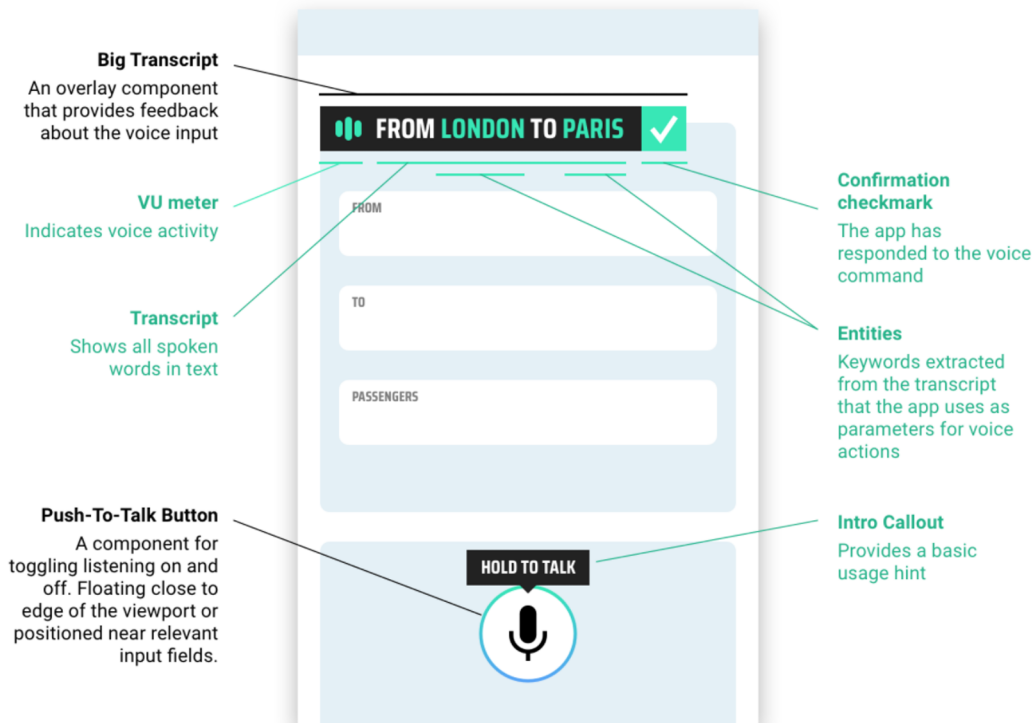 Big Transcript
An overlay component
that provides feedback
about the voice input
FROM LONDON TO PARIS
VU meter
Indicates voice activity
Confirmation
checkmark
The app has
responded to the voice
command
FROM
TO
Transcript
Shows all spoken
words in text
Entities
Keywords extracted
from the transcript
that the app uses as
parameters for voice
actions
PASSENGERS
Push-To-Talk Button
A component for
toggling listening on and
off. Floating close to
edge of the viewport or
positioned near relevant
input fields.
Intro Callout
Provides a basic
usage hint
HOLD TO TALK